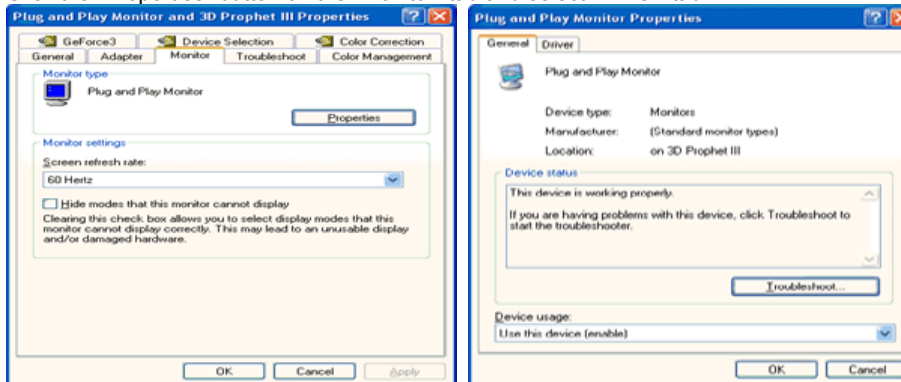 Plug and Play Monitor and 3D Prophet III Properties
GeForce3 Device Selection Color Correction
General Adapter Monitor Troubleshoot Color Management
Monitor type
Plug and Play Monitor
Properties
Monitor settings
Screen refresh rate:
60 Hertz
Hide modes that this monitor cannot display
Clearing this check box allows you to select display modes that this
monitor cannot display correctly. This may lead to an unusable display
and/or damaged hardware.
OK Cancel Apply
Plug and Play Monitor Properties
General Driver
Plug and Play Monitor
Device type: Monitors
Manufacturer: (Standard monitor types)
Location: on 3D Prophet III
Device status
This device is working properly.
If you are having problems with this device, click Troubleshoot to
start the troubleshooter.
Troubleshoot...
Device usage:
Use this device (enable)
OK Cancel